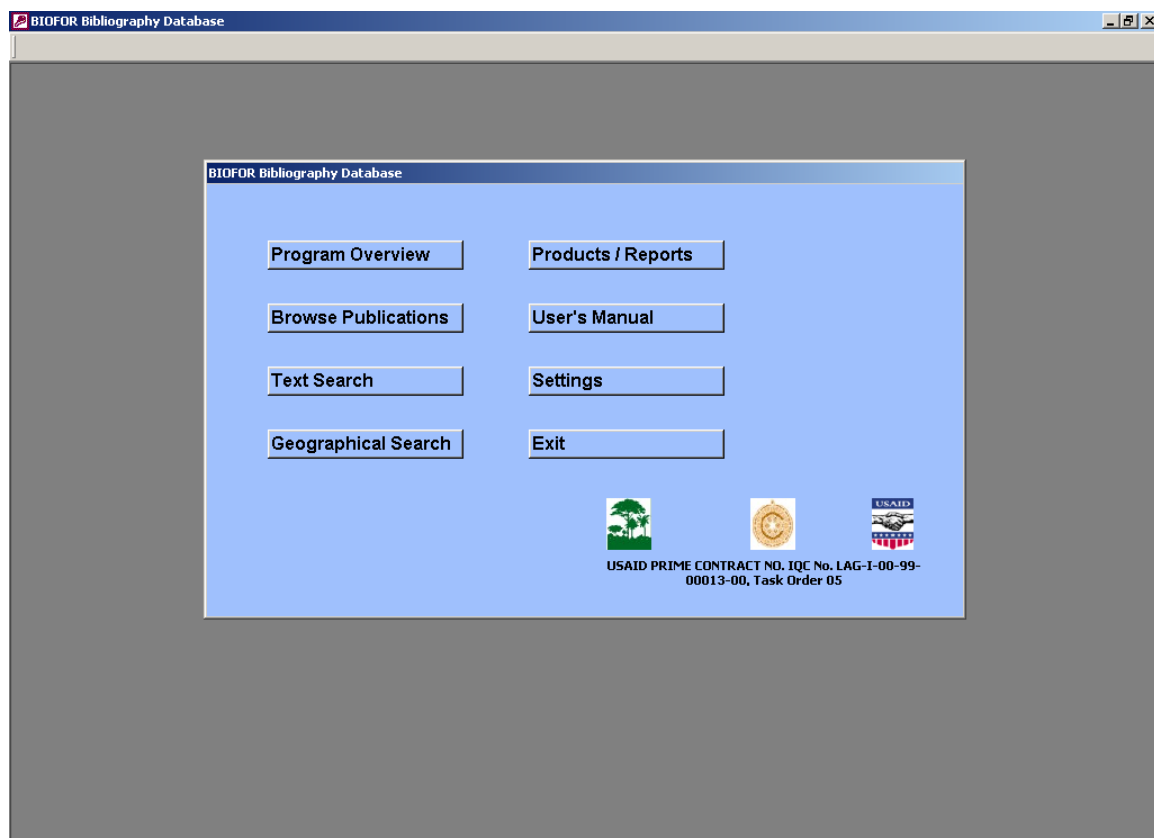 BIOFOR Bibliography Database
BIOFOR Bibliography Database
Program Overview
Products / Reports
Browse Publications
User's Manual
Text Search
Settings
Geographical Search
Exit
C
USAID
USAID PRIME CONTRACT NO. IQC No. LAG-I-00-99-
00013-00, Task Order 05